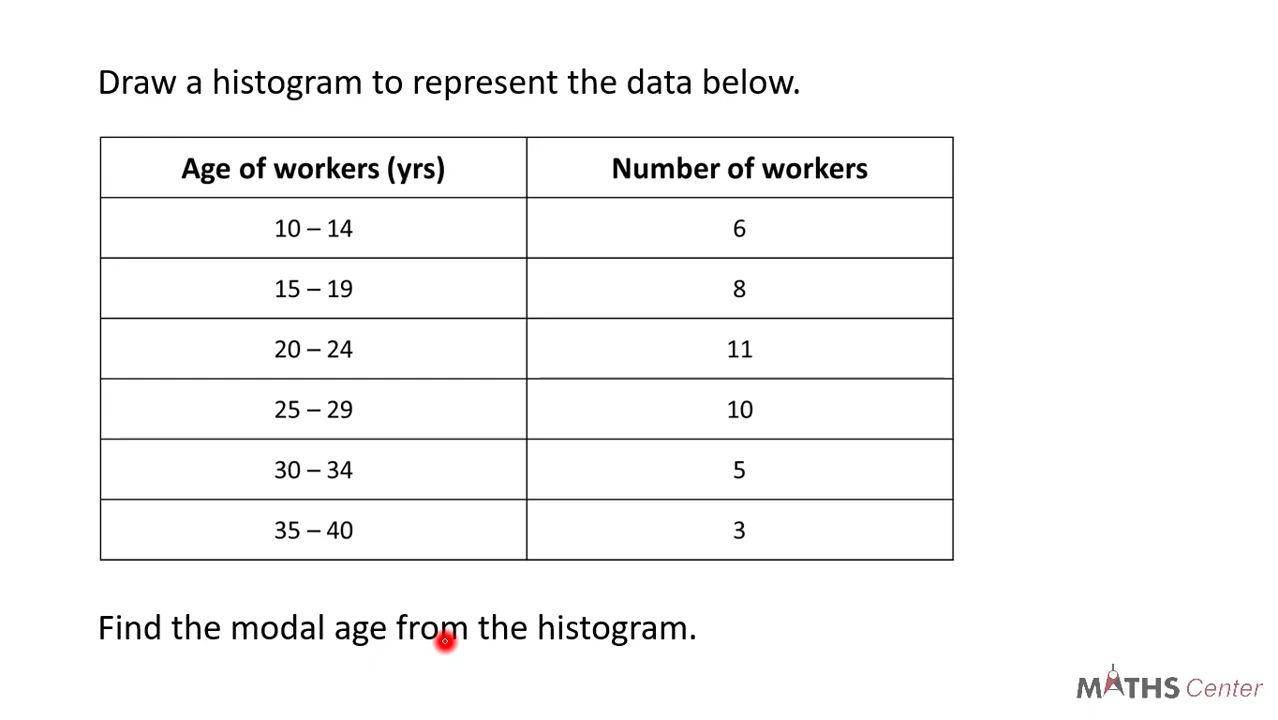 Draw a histogram to represent the data below.
Age of workers (yrs) Number of workers
10 – 14 6
15 – 19 8
20 – 24 11
25 – 29 10
30 – 34 5
35 – 40 3
Find the modal age from the histogram.
MATHS Center